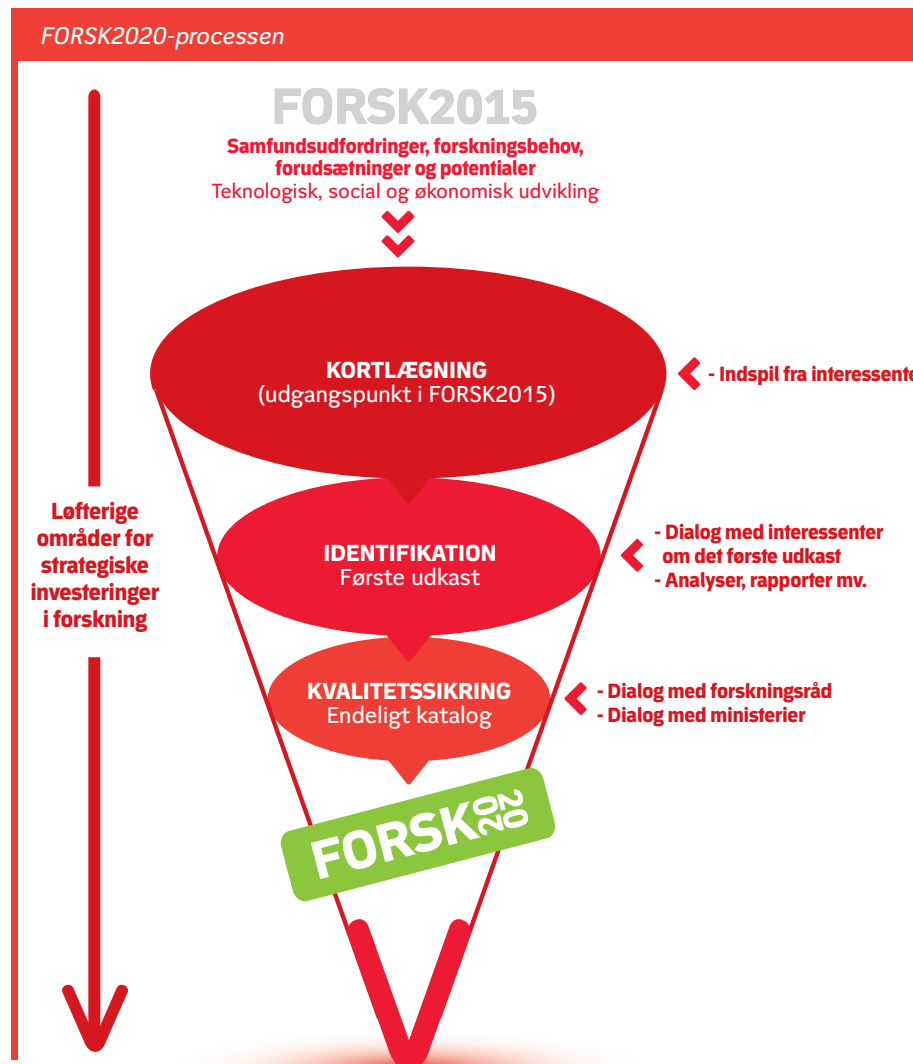 FORSK2020-processen
FORSK2015
Samfundsudfordringer, forskningsbehov,
forudsætninger og potentialer
Teknologisk, social og økonomisk udvikling
KORTLÆGNING
(udgangspunkt i FORSK2015)
- Indspil fra interessente
Løfterige
områder for
strategiske
investeringer
i forskning
IDENTIFIKATION
Første udkast
- Dialog med interessenter
om det første udkast
- Analyser, rapporter mv.
KVALITETSSIKRING
Endeligt katalog
- Dialog med forskningsråd
- Dialog med ministerier
FORSK2020